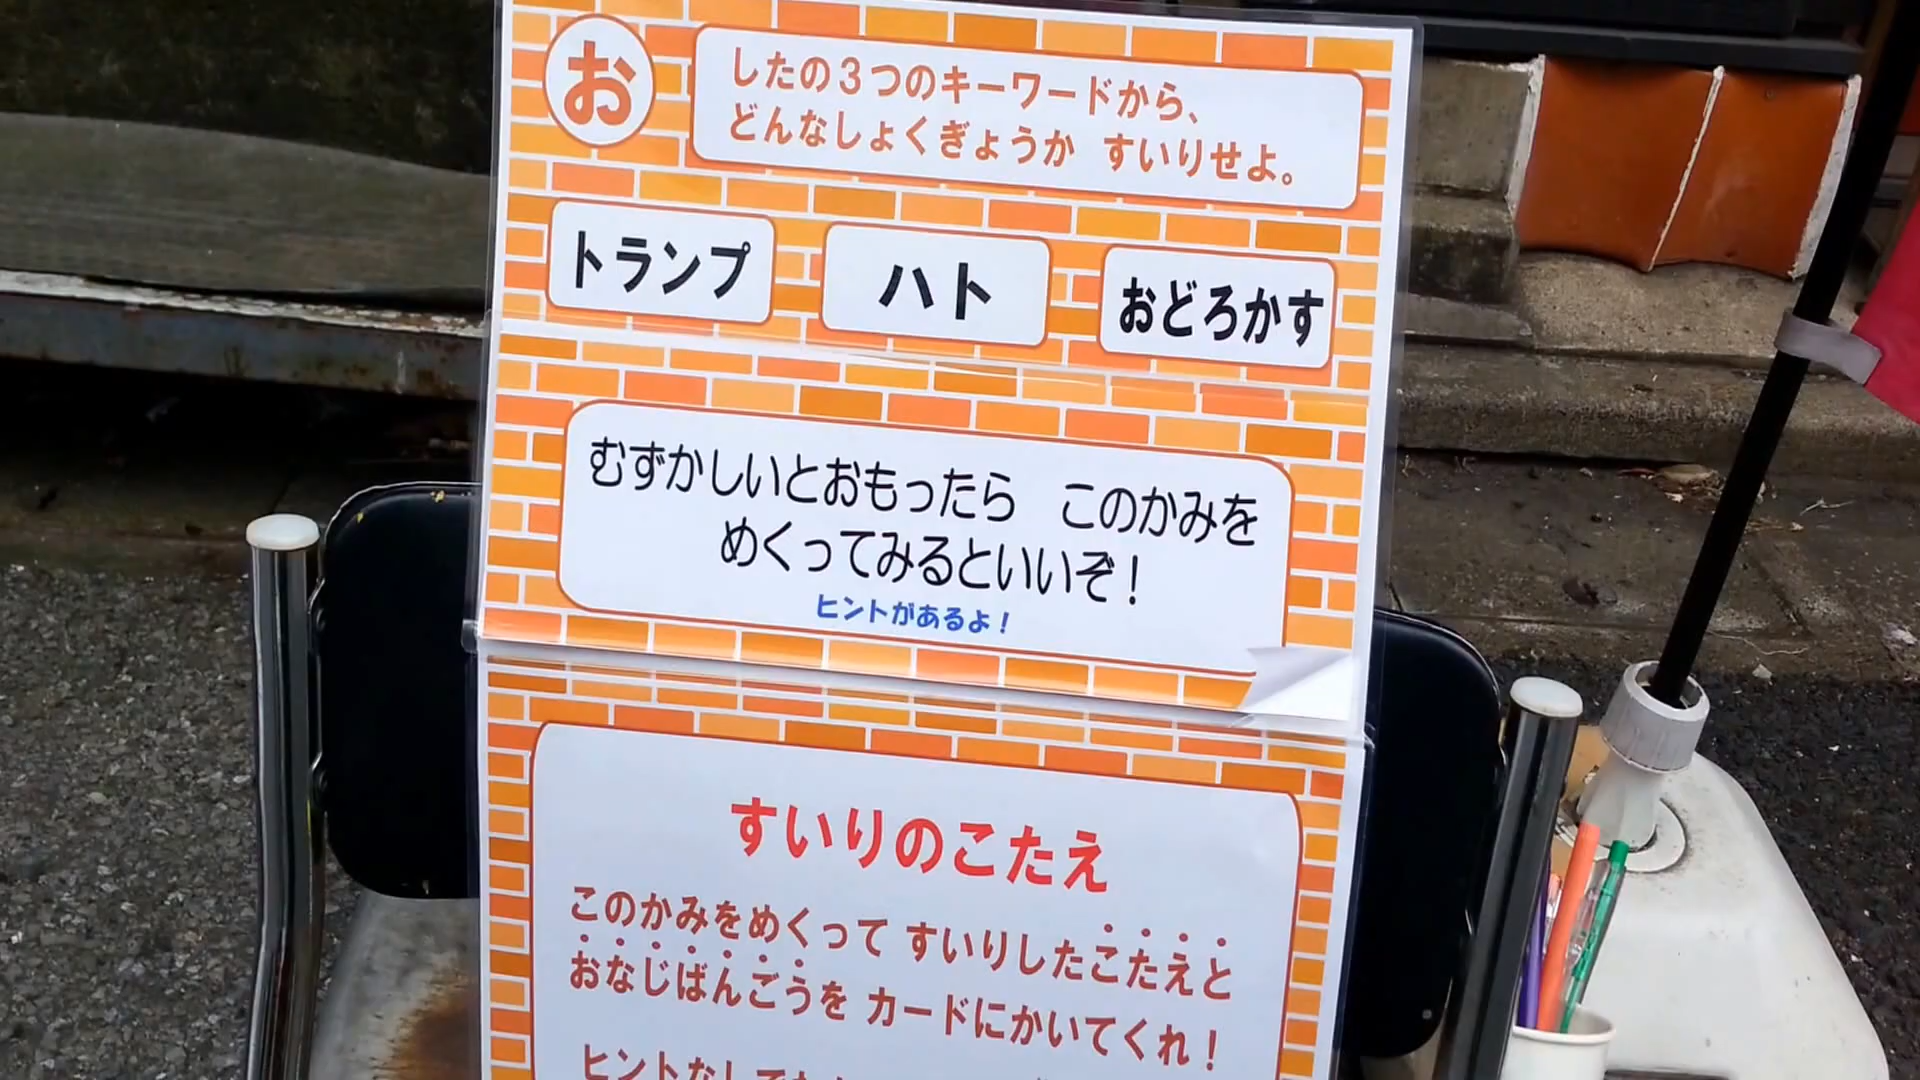 お
したの３つのキーワードから、
どんなしょくぎょうか すいりせよ。
トランプ
ハト
おどろかす
むずかしいとおもったら このかみを
めくってみるといいぞ！
ヒントがあるよ！
すいりのこたえ
このかみをめくって すいりしたこたえと
おなじばんごうを カードにかいてくれ！
ヒントなしで